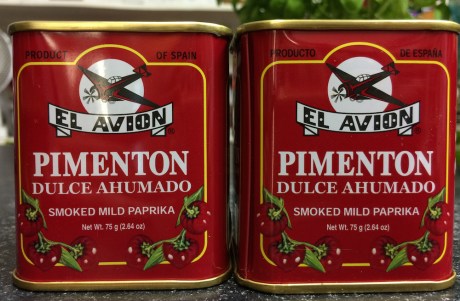 PRODUCT OF SPAIN
EL AVION®
PIMENTON
DULCE AHUMADO
SMOKED MILD PAPRIKA
Net Wt. 75 g (2.64 oz)
PRODUCTO DE ESPAÑA
EL AVION®
PIMENTON
DULCE AHUMADO
SMOKED MILD PAPRIKA
Net Wt. 75 g (2.64 oz)